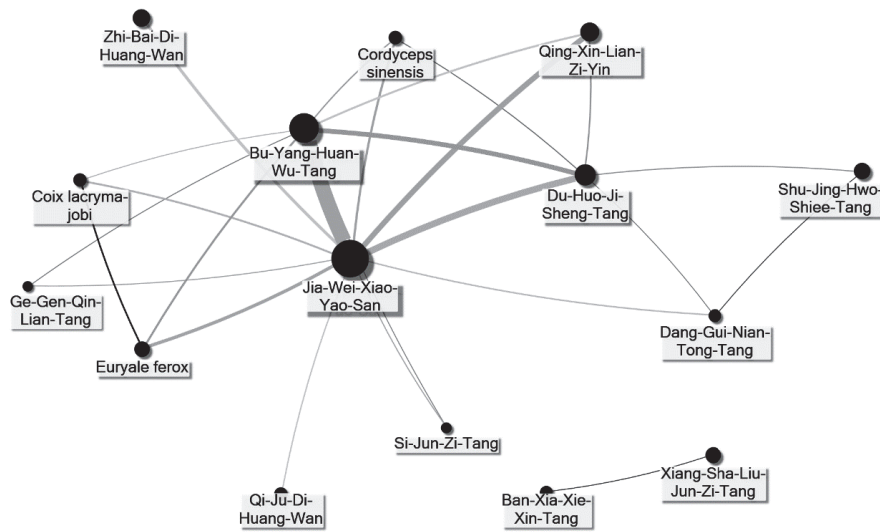 Zhi-Bai-Di-
Huang-Wan
Cordyceps
sinensis
Qing-Xin-Lian-
Zi-Yin
Bu-Yang-Huan-
Wu-Tang
Coix lacryma-
jobi
Du-Huo-Ji-
Sheng-Tang
Shu-Jing-Hwo-
Shiee-Tang
Jia-Wei-Xiao-
Yao-San
Ge-Gen-Qin-
Lian-Tang
Dang-Gui-Nian-
Tong-Tang
Euryale ferox
Si-Jun-Zi-Tang
Xiang-Sha-Liu-
Jun-Zi-Tang
Qi-Ju-Di-
Huang-Wan
Ban-Xia-Xie-
Xin-Tang